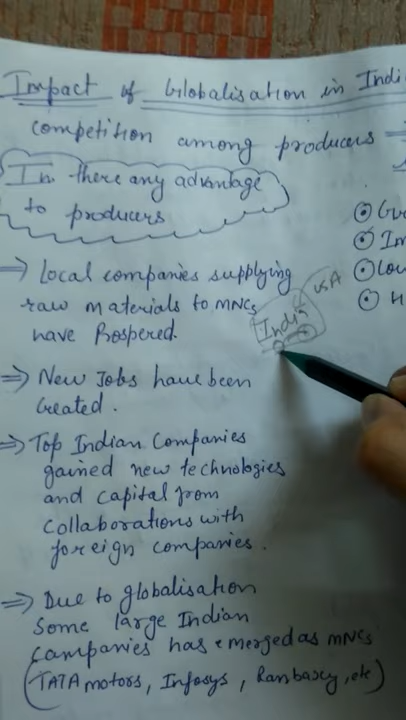 Impact of Globalisation in Indi
competition among producers
In there any advantage
to producers
⊙ Im
⊙ H
⇒ Local companies supplying
raw materials to MNCs
have Prospered.
India
USA
⇒ New Jobs have been
Created.
⇒ Top Indian Companies
gained new technologies
and capital from
collaborations with
foreign companies.
⇒ Due to globalisation
Some large Indian
companies has emerged as MNCs
(TATA motors, Infosys, Ranbaxy, etc)